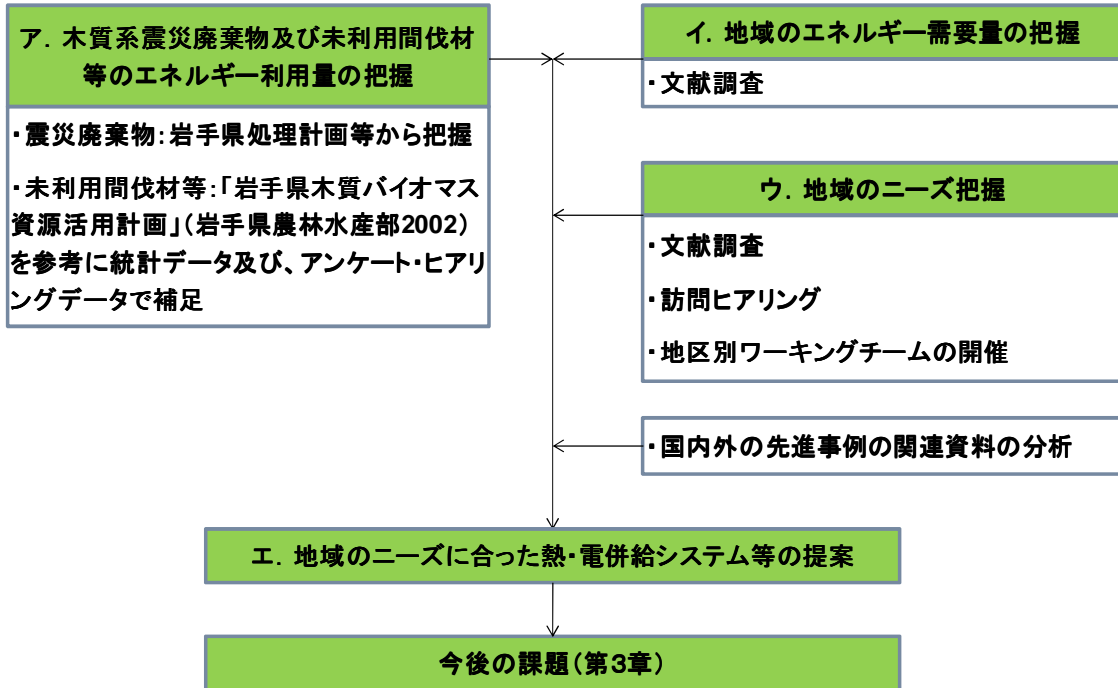 ア．木質系震災廃棄物及び未利用間伐材
等のエネルギー利用量の把握
・震災廃棄物：岩手県処理計画等から把握
・未利用間伐材等：「岩手県木質バイオマス
資源活用計画」（岩手県農林水産部2002）
を参考に統計データ及び、アンケート・ヒアリ
ングデータで補足
イ．地域のエネルギー需要量の把握
・文献調査
ウ．地域のニーズ把握
・文献調査
・訪問ヒアリング
・地区別ワーキングチームの開催
・国内外の先進事例の関連資料の分析
エ．地域のニーズに合った熱・電併給システム等の提案
今後の課題（第3章）